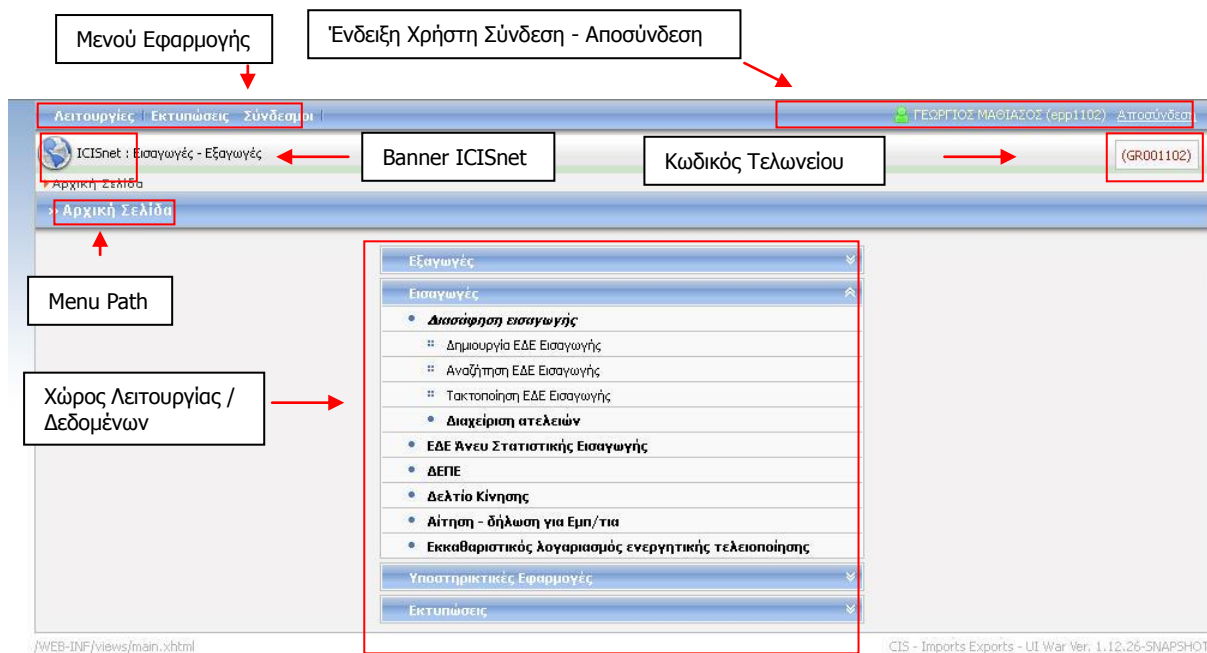 Μενού Εφαρμογής
Ένδειξη Χρήστη Σύνδεση - Αποσύνδεση
Λειτουργίες | Εκτυπώσεις Σύνδεσμοι |
ΓΕΩΡΓΙΟΣ ΜΑΘΙΑΣΟΣ (epp1102) Αποσύνδεση
ICISnet : Εισαγωγές - Εξαγωγές
Banner ICISnet
Κωδικός Τελωνείου
(GR001102)
Αρχική Σελίδα
>> Αρχική Σελίδα
Menu Path
Εξαγωγές
Εισαγωγές
Διασάφηση εισαγωγής
Δημιουργία ΕΔΕ Εισαγωγής
Αναζήτηση ΕΔΕ Εισαγωγής
Τακτοποίηση ΕΔΕ Εισαγωγής
Χώρος Λειτουργίας /
Δεδομένων
Διαχείριση ατελειών
ΕΔΕ Άνευ Στατιστικής Εισαγωγής
ΔΕΠΕ
Δελτίο Κίνησης
Αίτηση - δήλωση για Εμπ/τια
Εκκαθαριστικός λογαριασμός ενεργητικής τελειοποίησης
Υποστηρικτικές Εφαρμογές
Εκτυπώσεις
/WEB-INF/views/main.xhtml
CIS - Imports Exports - UI War Ver. 1.12.26-SNAPSHOT